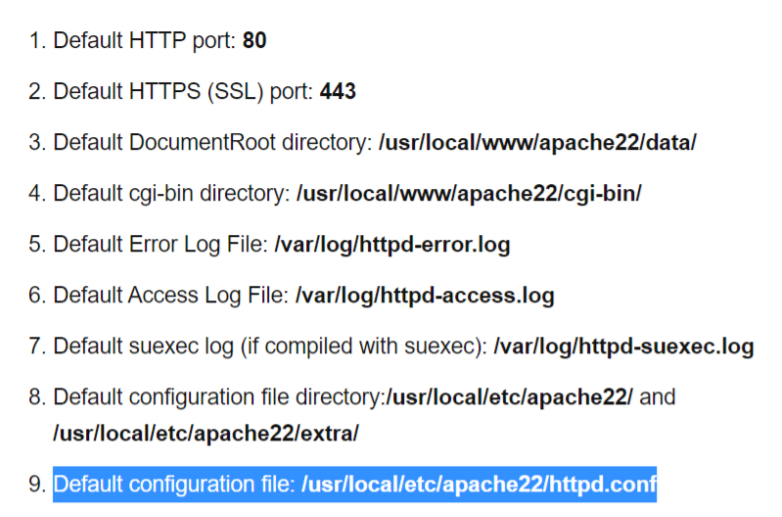 1. Default HTTP port: 80
2. Default HTTPS (SSL) port: 443
3. Default DocumentRoot directory: /usr/local/www/apache22/data/
4. Default cgi-bin directory: /usr/local/www/apache22/cgi-bin/
5. Default Error Log File: /var/log/httpd-error.log
6. Default Access Log File: /var/log/httpd-access.log
7. Default suexec log (if compiled with suexec): /var/log/httpd-suexec.log
8. Default configuration file directory:/usr/local/etc/apache22/ and
/usr/local/etc/apache22/extra/
9. Default configuration file: /usr/local/etc/apache22/httpd.conf